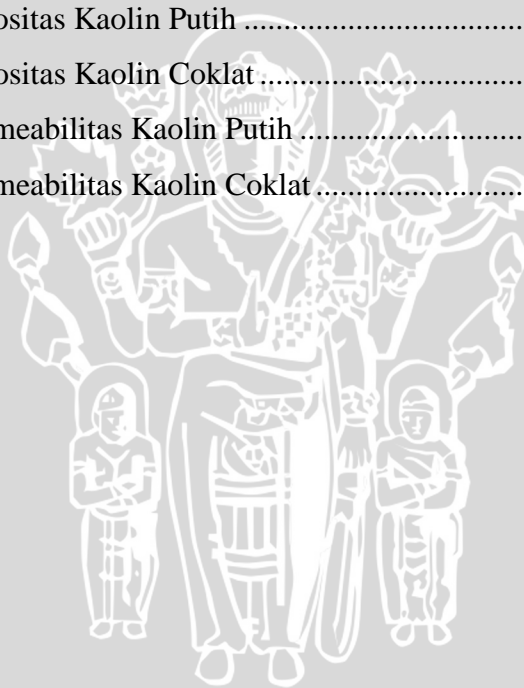 ositas Kaolin Putih ...................................
ositas Kaolin Coklat .................................
meabilitas Kaolin Putih ............................
meabilitas Kaolin Coklat ..........................